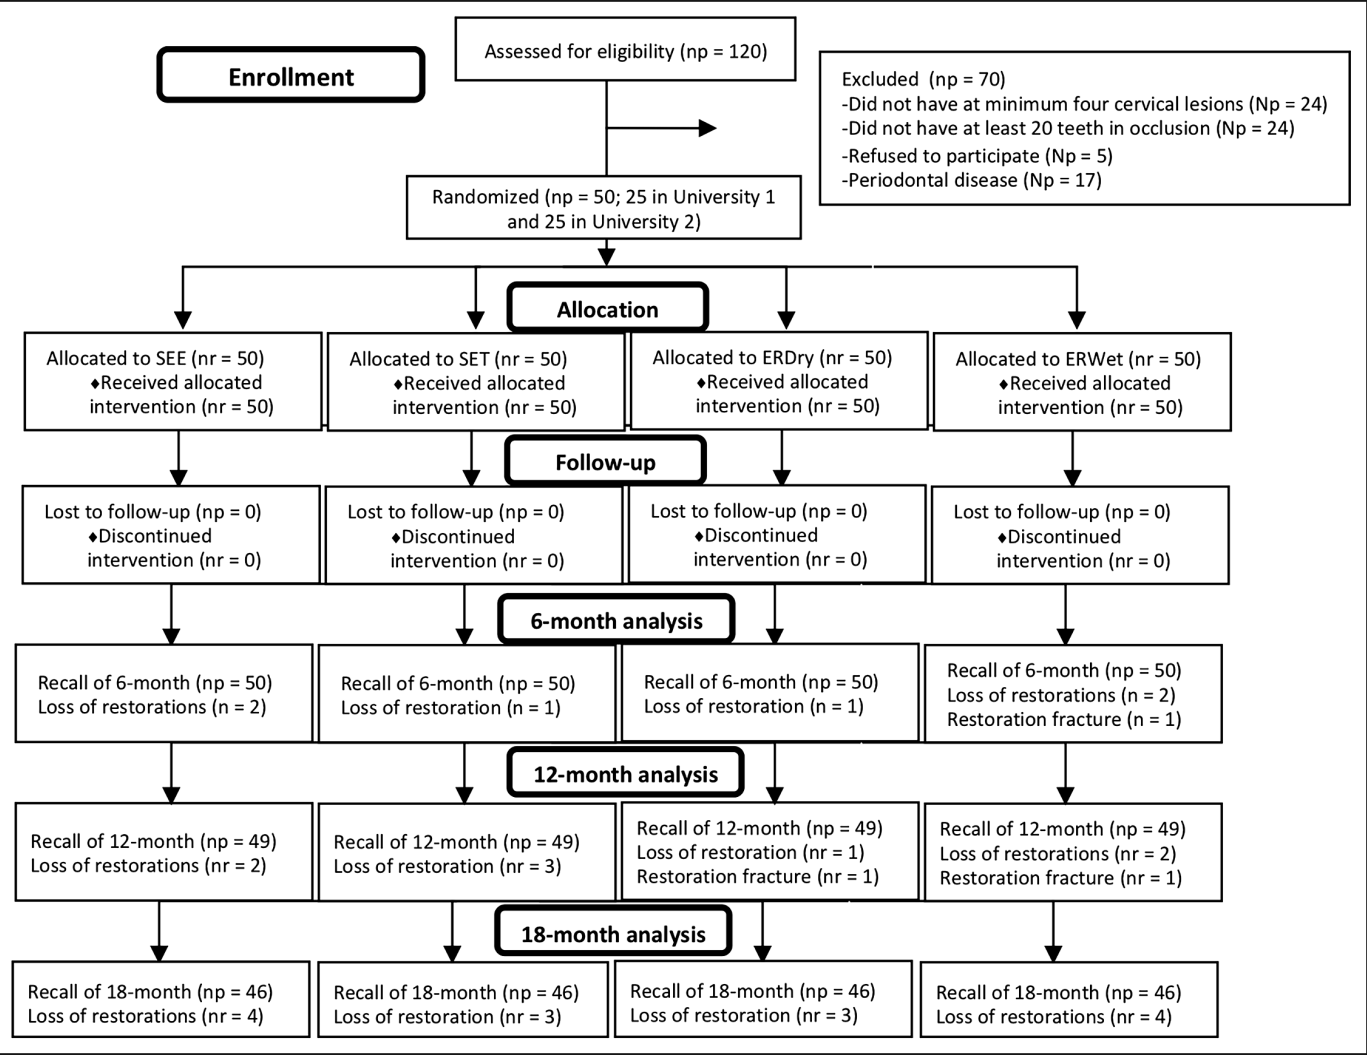 Assessed for eligibility (np = 120)
Enrollment
Excluded  (np = 70)
-Did not have at minimum four cervical lesions (Np = 24)
-Did not have at least 20 teeth in occlusion (Np = 24)
-Refused to participate (Np = 5)
-Periodontal disease (Np = 17)
Randomized (np = 50; 25 in University 1
and 25 in University 2)
Allocation
Allocated to SEE (nr = 50)
♦Received allocated
intervention (nr = 50)
Allocated to SET (nr = 50)
♦Received allocated
intervention (nr = 50)
Allocated to ERDry (nr = 50)
♦Received allocated
intervention (nr = 50)
Allocated to ERWet (nr = 50)
♦Received allocated
intervention (nr = 50)
Follow-up
Lost to follow-up (np = 0)
♦Discontinued
intervention (nr = 0)
Lost to follow-up (np = 0)
♦Discontinued
intervention (nr = 0)
Lost to follow-up (np = 0)
♦Discontinued
intervention (nr = 0)
Lost to follow-up (np = 0)
♦Discontinued
intervention (nr = 0)
6-month analysis
Recall of 6-month (np = 50)
Loss of restorations (n = 2)
Recall of 6-month (np = 50)
Loss of restoration (n = 1)
Recall of 6-month (np = 50)
Loss of restoration (n = 1)
Recall of 6-month (np = 50)
Loss of restorations (n = 2)
Restoration fracture (n = 1)
12-month analysis
Recall of 12-month (np = 49)
Loss of restorations (nr = 2)
Recall of 12-month (np = 49)
Loss of restoration (nr = 3)
Recall of 12-month (np = 49)
Loss of restoration (nr = 1)
Restoration fracture (nr = 1)
Recall of 12-month (np = 49)
Loss of restorations (nr = 2)
Restoration fracture (nr = 1)
18-month analysis
Recall of 18-month (np = 46)
Loss of restorations (nr = 4)
Recall of 18-month (np = 46)
Loss of restoration (nr = 3)
Recall of 18-month (np = 46)
Loss of restoration (nr = 3)
Recall of 18-month (np = 46)
Loss of restorations (nr = 4)